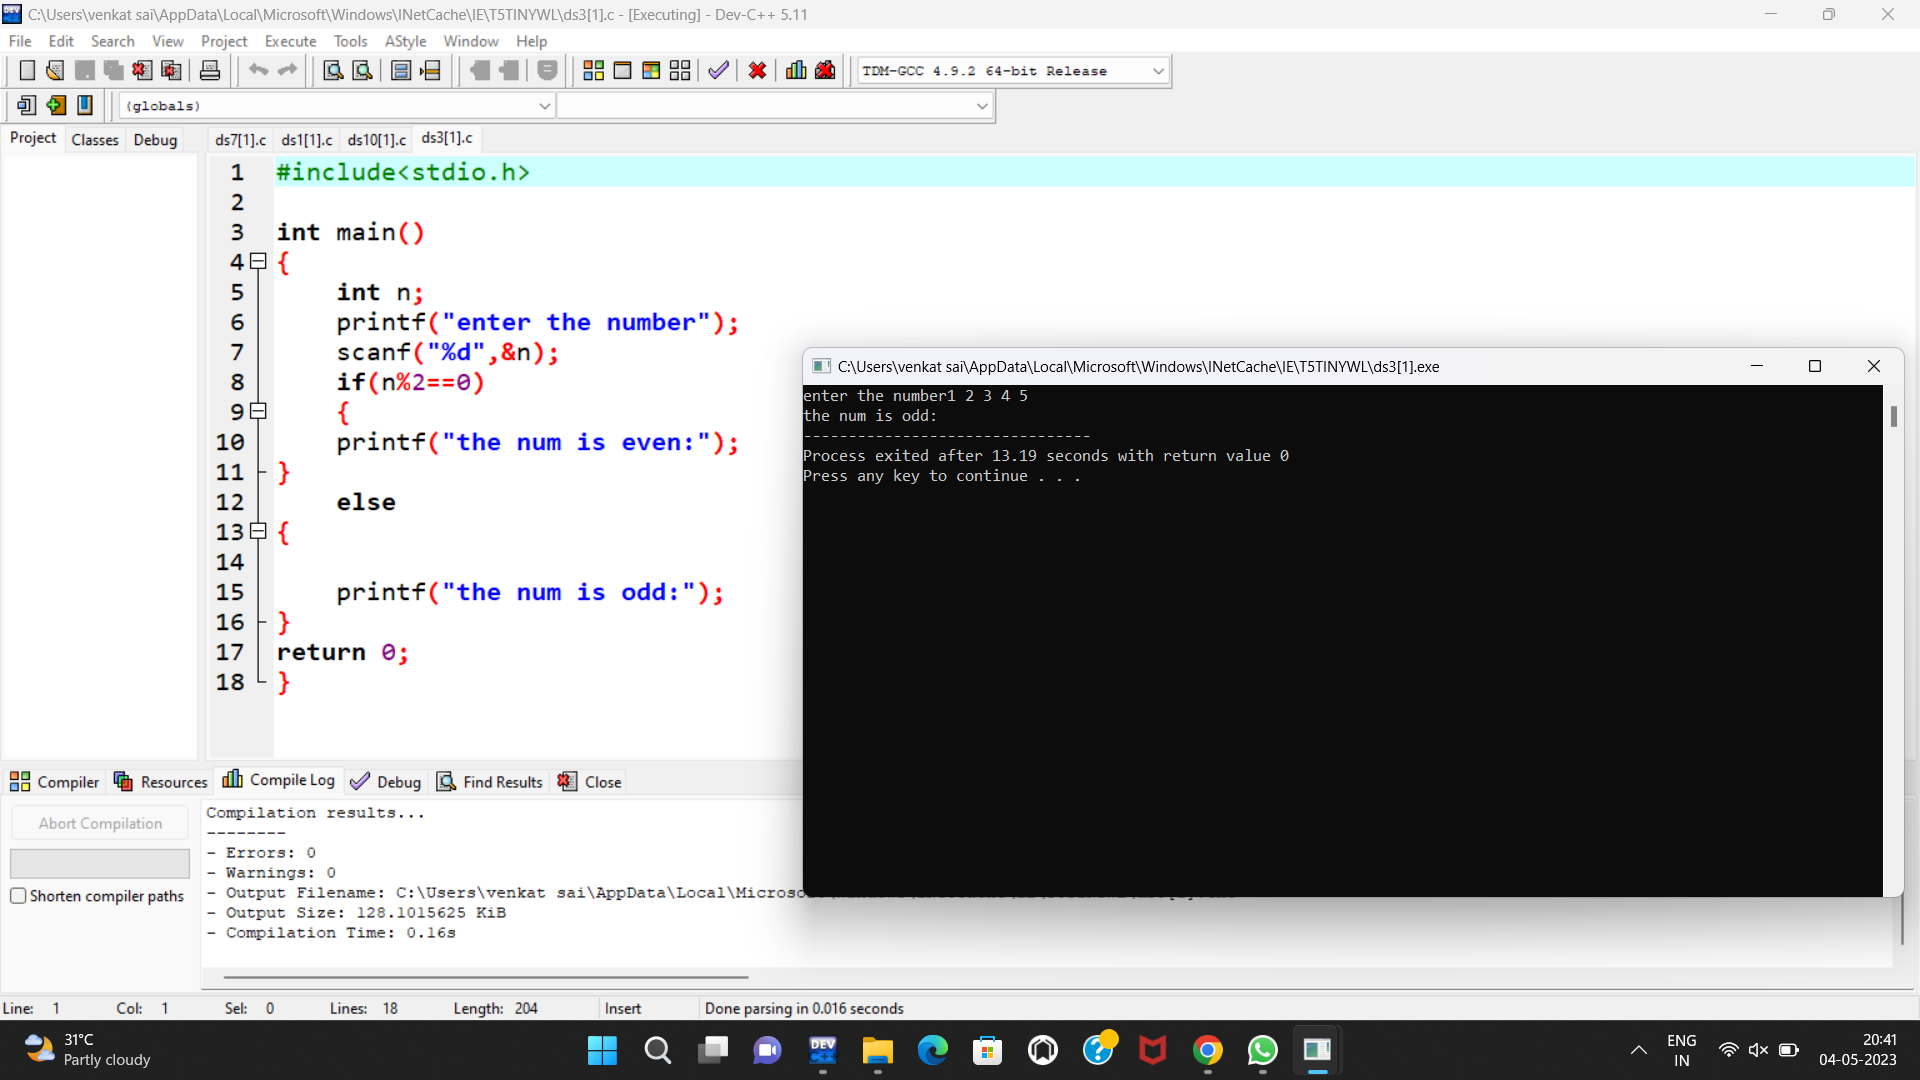 C:\Users\venkat sai\AppData\Local\Microsoft\Windows\INetCache\IE\T5TINYWL\ds3[1].c - [Executing] - Dev-C++ 5.11
File Edit Search View Project Execute Tools AStyle Window Help
TDM-GCC 4.9.2 64-bit Release
(globals)
Project Classes Debug ds7[1].c ds1[1].c ds10[1].c ds3[1].c
1 #include<stdio.h>
2
3 int main()
4 {
5 int n;
6 printf("enter the number");
7 scanf("%d",&n);
8 if(n%2==0)
9 {
10 printf("the num is even:");
11 }
12 else
13 {
14
15 printf("the num is odd:");
16 }
17 return 0;
18 }
C:\Users\venkat sai\AppData\Local\Microsoft\Windows\INetCache\IE\T5TINYWL\ds3[1].exe
enter the number1 2 3 4 5
the num is odd:
--------------------------------
Process exited after 13.19 seconds with return value 0
Press any key to continue . . .
Compiler Resources Compile Log Debug Find Results Close
Abort Compilation
Shorten compiler paths
Compilation results...
--------
- Errors: 0
- Warnings: 0
- Output Filename: C:\Users\venkat sai\AppData\Local\Microso
- Output Size: 128.1015625 KiB
- Compilation Time: 0.16s
Line: 1 Col: 1 Sel: 0 Lines: 18 Length: 204 Insert Done parsing in 0.016 seconds
31°C
Partly cloudy
DEV
C++
ENG
IN
20:41
04-05-2023